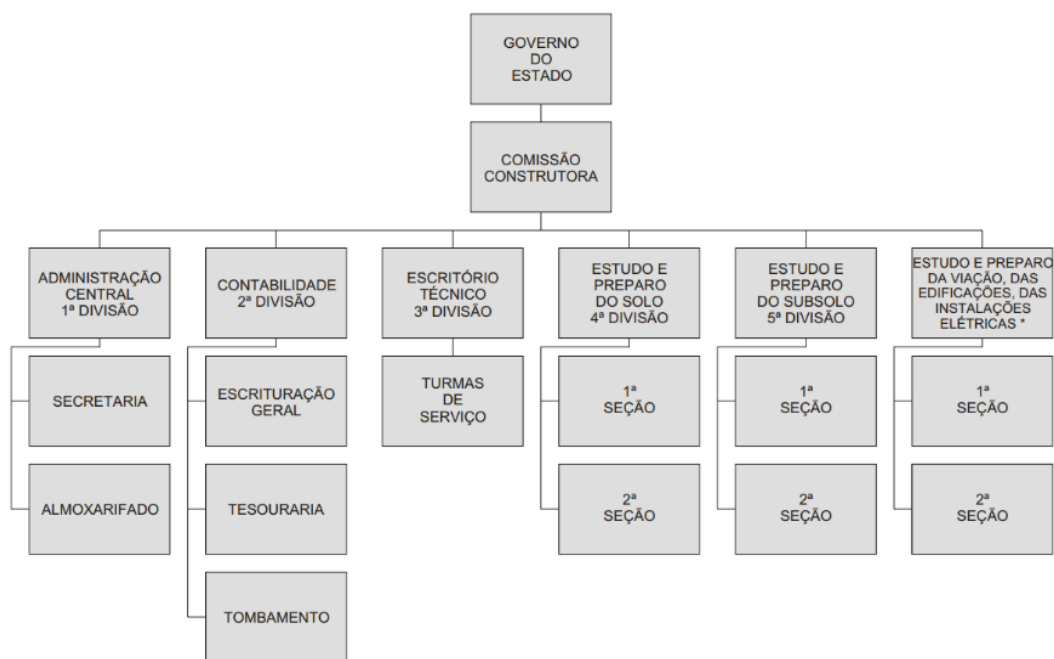 GOVERNO
DO
ESTADO
COMISSÃO
CONSTRUTORA
ADMINISTRAÇÃO
CENTRAL
1ª DIVISÃO
CONTABILIDADE
2ª DIVISÃO
ESCRITÓRIO
TÉCNICO
3ª DIVISÃO
ESTUDO E
PREPARO
DO SOLO
4ª DIVISÃO
ESTUDO E
PREPARO
DO SUBSOLO
5ª DIVISÃO
ESTUDO E PREPARO
DA VIAÇÃO, DAS
EDIFICAÇÕES, DAS
INSTALAÇÕES
ELÉTRICAS *
SECRETARIA
ESCRITURAÇÃO
GERAL
TURMAS
DE
SERVIÇO
1ª
SEÇÃO
1ª
SEÇÃO
1ª
SEÇÃO
ALMOXARIFADO
TESOURARIA
2ª
SEÇÃO
2ª
SEÇÃO
2ª
SEÇÃO
TOMBAMENTO